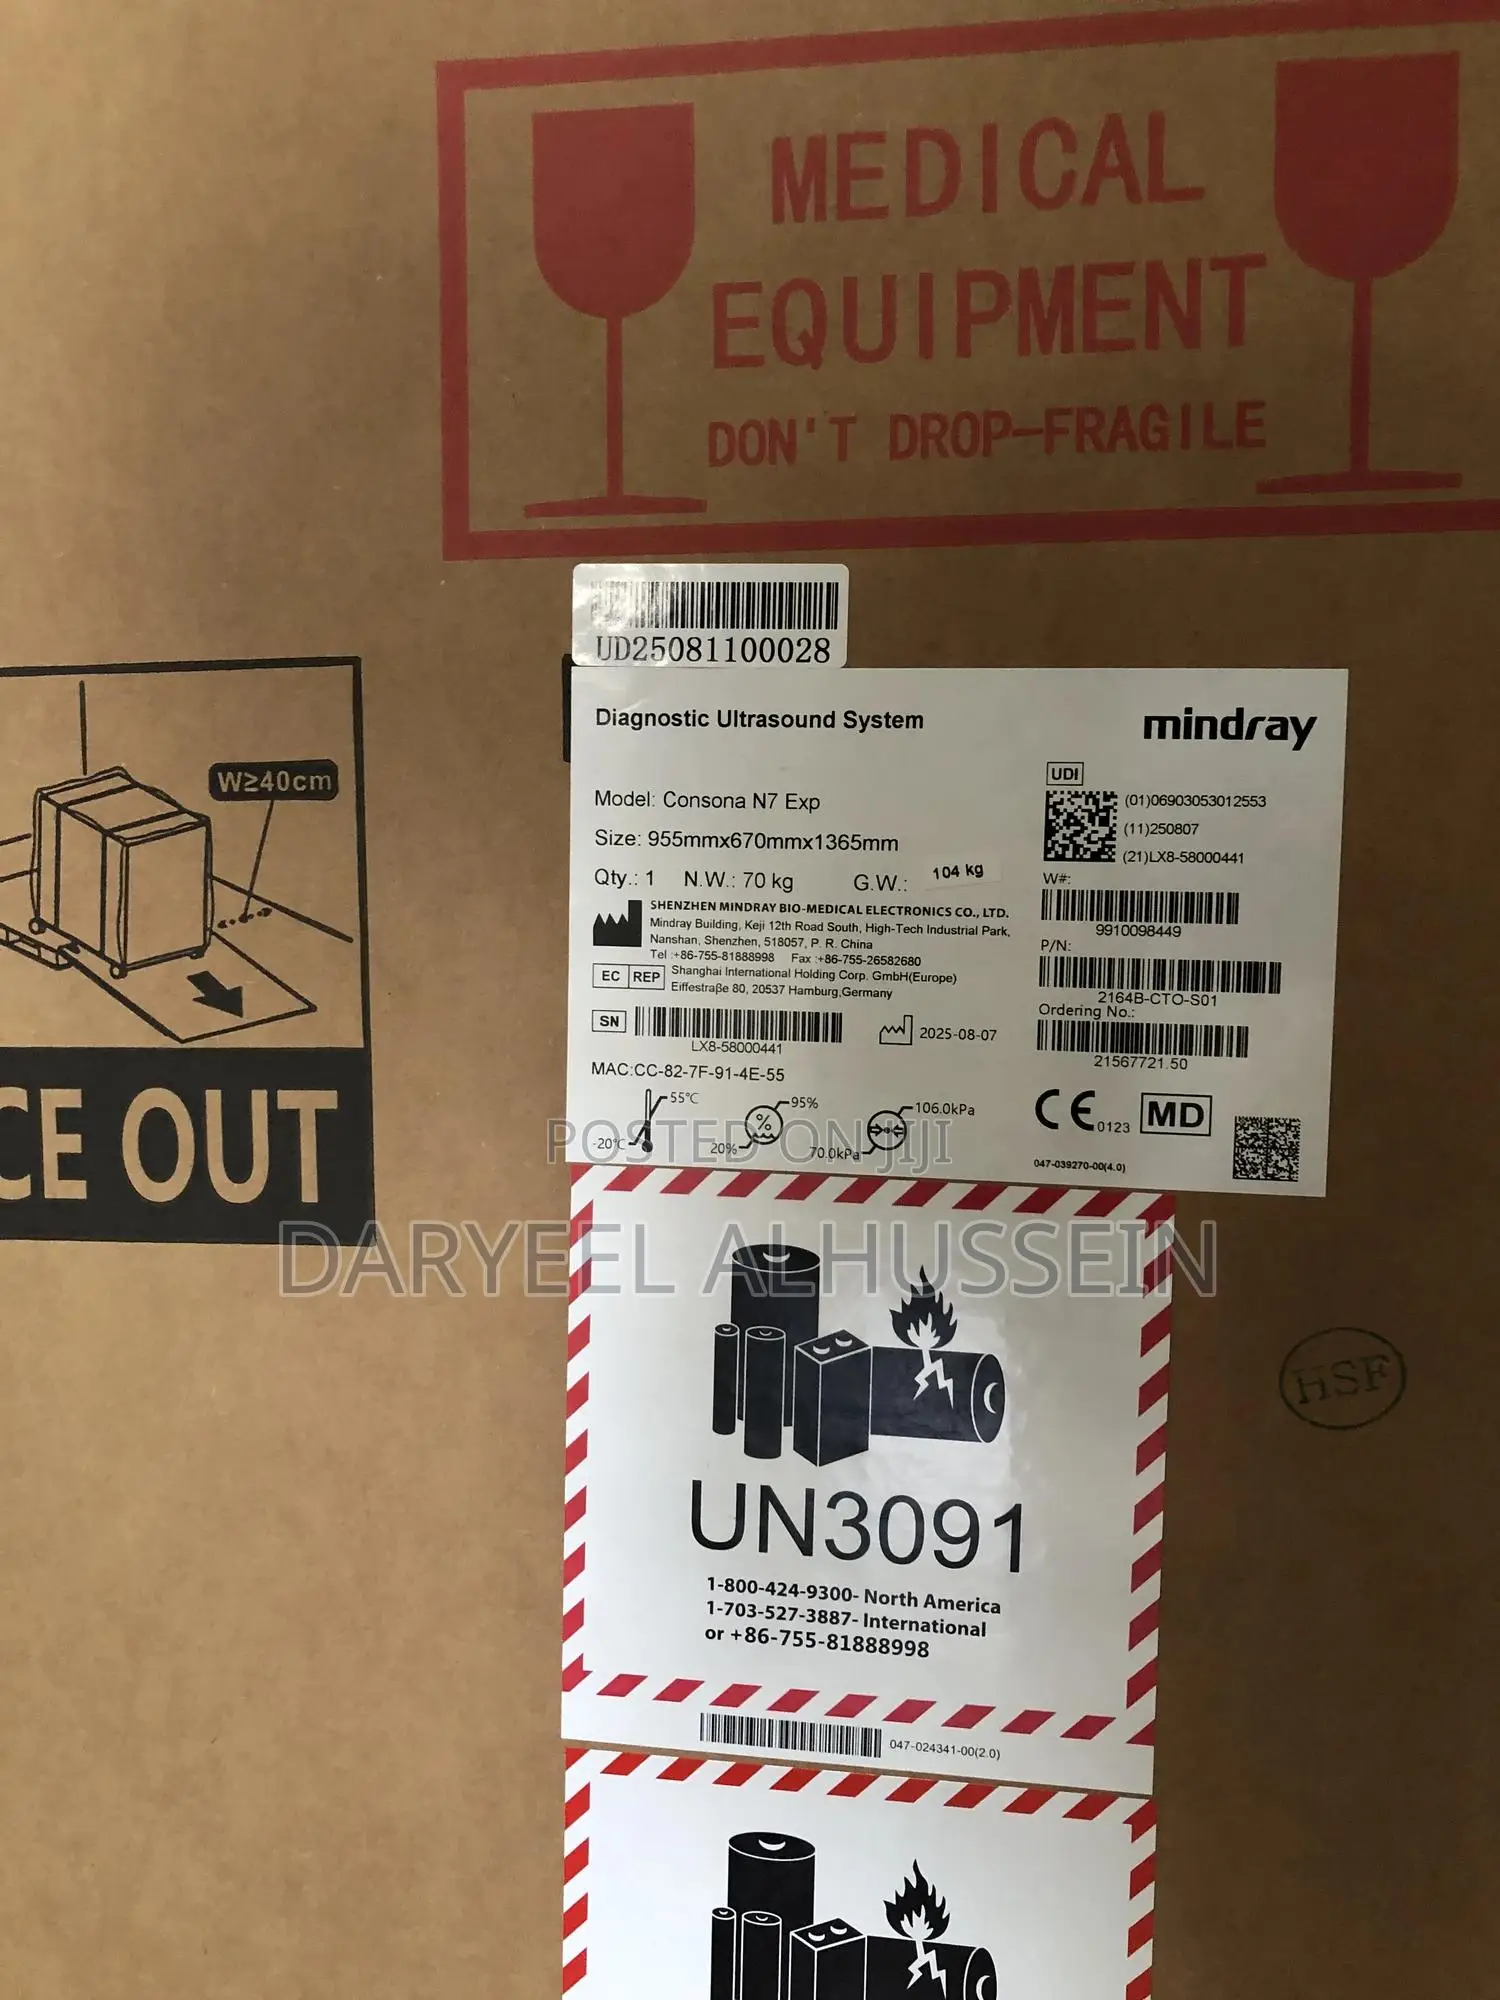 MEDICAL
EQUIPMENT
DON'T DROP-FRAGILE
UD25081100028
W≥40cm
CE OUT
Diagnostic Ultrasound System
mindray
Model: Consona N7 Exp
Size: 955mmx670mmx1365mm
Qty.: 1 N.W.: 70 kg G.W.: 104 kg
SHENZHEN MINDRAY BIO-MEDICAL ELECTRONICS CO., LTD.
Mindray Building, Keji 12th Road South, High-Tech Industrial Park,
Nanshan, Shenzhen, 518057, P. R. China
Tel :+86-755-81888998 Fax :+86-755-26582680
EC REP
Shanghai International Holding Corp. GmbH(Europe)
Eiffestraβe 80, 20537 Hamburg,Germany
SN
LX8-58000441
2025-08-07
MAC:CC-82-7F-91-4E-55
-20°C 55°C
20% % 95%
70.0kPa 106.0kPa
UDI
(01)06903053012553
(11)250807
(21)LX8-58000441
W#:
9910098449
P/N:
2164B-CTO-S01
Ordering No.:
21567721.50
CE 0123 MD
047-039270-00(4.0)
POSTED ON JIJI
DARYEEL ALHUSSEIN
HSF
UN3091
1-800-424-9300- North America
1-703-527-3887- International
or +86-755-81888998
047-024341-00(2.0)